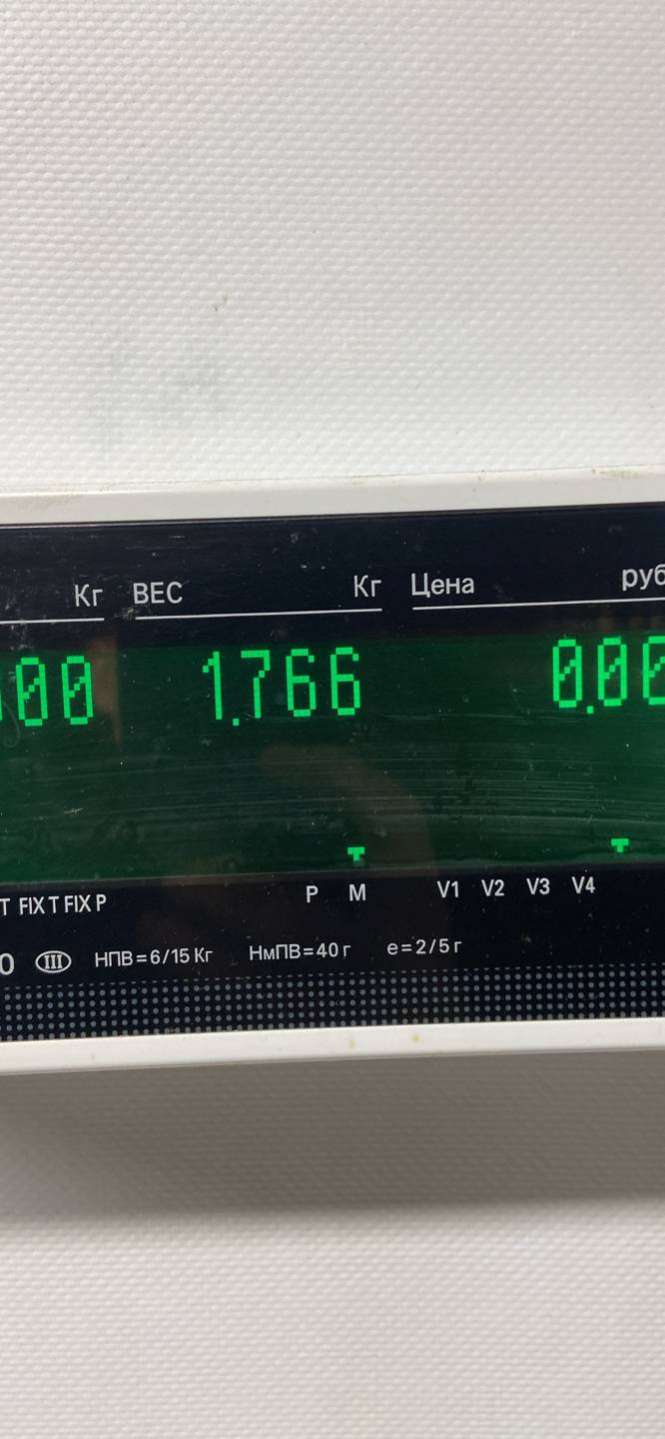 Кг ВЕС Кг Цена руб
00 1.766 0.00
T FIX T FIX P P M V1 V2 V3 V4
III НПВ=6/15 Кг НмПВ=40 г e=2/5 г